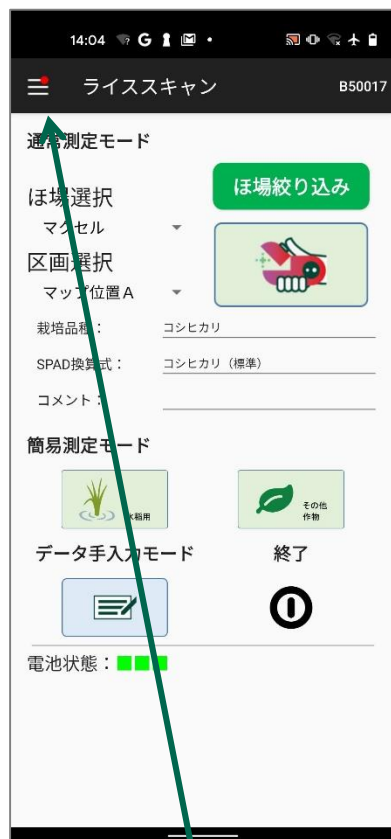 14:04 G
ライススキャン B50017
通常測定モード
ほ場選択 ほ場絞り込み
マクセル
区画選択
マップ位置A
栽培品種： コシヒカリ
SPAD換算式： コシヒカリ（標準）
コメント：
簡易測定モード
水稲用 その他
作物
データ手入力モード 終了
電池状態：